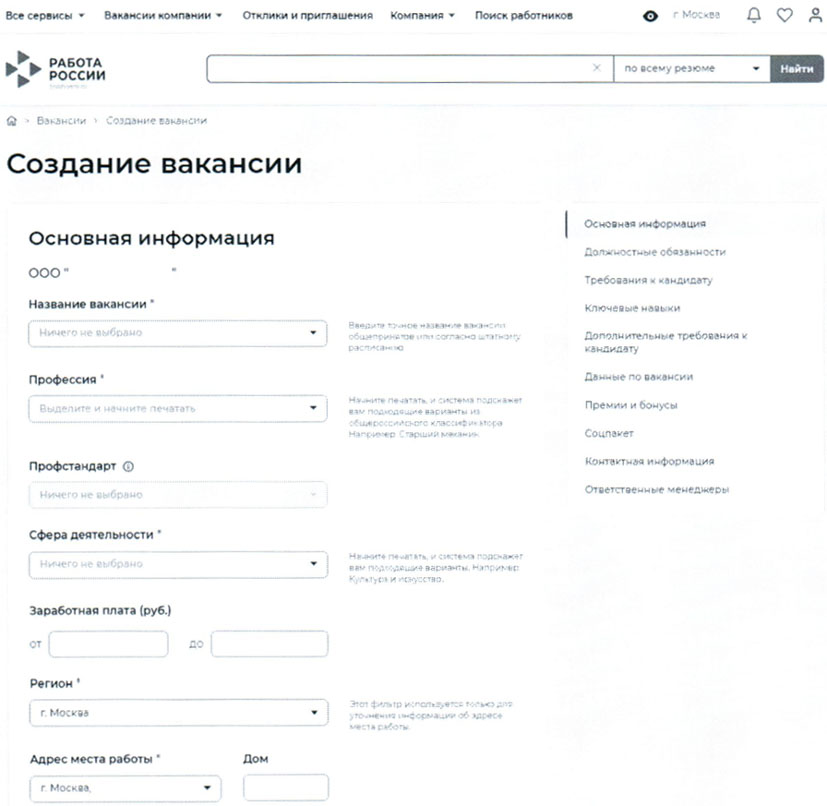 Все сервисы Вакансии компании Отклики и приглашения Компания Поиск работников г. Москва
РАБОТА
РОССИИ
по всему резюме Найти
Вакансии > Создание вакансии
Создание вакансии
Основная информация
ООО " "
Название вакансии *
Ничего не выбрано
Введите точное название вакансии
общепринятое или согласно штатному
расписанию.
Профессия *
Выделите и начните печатать
Начните печатать, и система подскажет
вам подходящие варианты из
общероссийского классификатора.
Например: Старший механик.
Профстандарт
Ничего не выбрано
Сфера деятельности *
Ничего не выбрано
Начните печатать, и система подскажет
вам подходящие варианты. Например:
Культура и искусство.
Заработная плата (руб.)
от до
Регион *
г. Москва
Этот фильтр используется только для
уточнения информации об адресе
места работы.
Адрес места работы * Дом
г. Москва,
Основная информация
Должностные обязанности
Требования к кандидату
Ключевые навыки
Дополнительные требования к
кандидату
Данные по вакансии
Премии и бонусы
Соцпакет
Контактная информация
Ответственные менеджеры